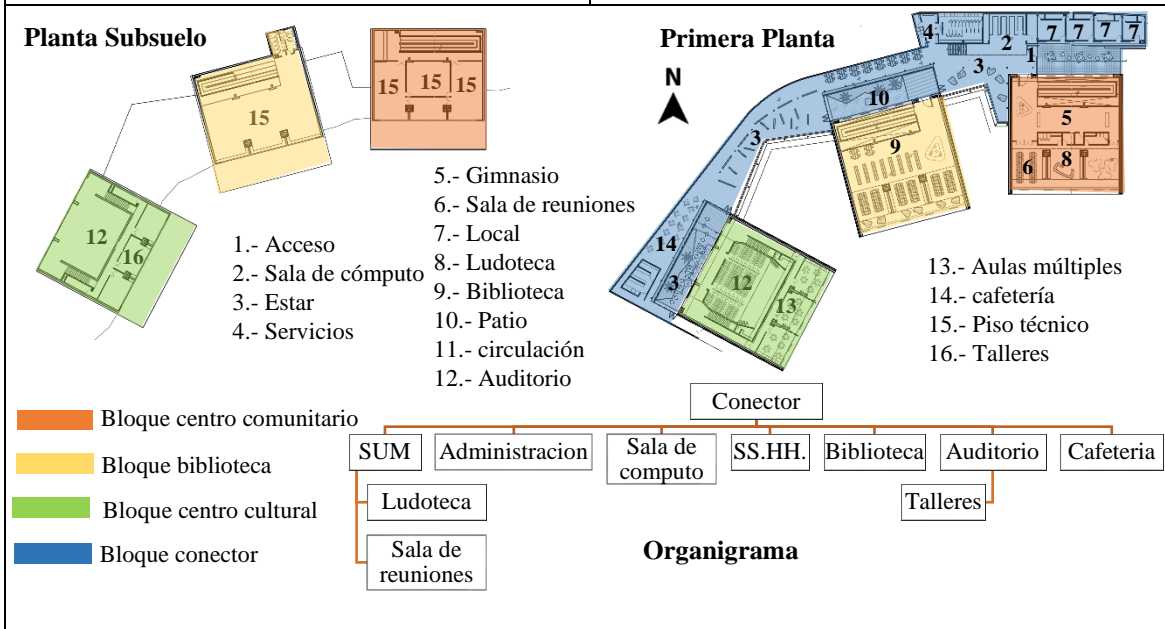 Planta Subsuelo
15
15
15
15
12
16
Primera Planta
N
4
2
7
7
7
7
1
3
10
5
3
9
6
8
14
3
12
13
1.- Acceso
2.- Sala de cómputo
3.- Estar
4.- Servicios
5.- Gimnasio
6.- Sala de reuniones
7.- Local
8.- Ludoteca
9.- Biblioteca
10.- Patio
11.- circulación
12.- Auditorio
13.- Aulas múltiples
14.- cafetería
15.- Piso técnico
16.- Talleres
Bloque centro comunitario
Bloque biblioteca
Bloque centro cultural
Bloque conector
Conector
SUM
Administracion
Sala de
computo
SS.HH.
Biblioteca
Auditorio
Cafeteria
Ludoteca
Talleres
Sala de
reuniones
Organigrama